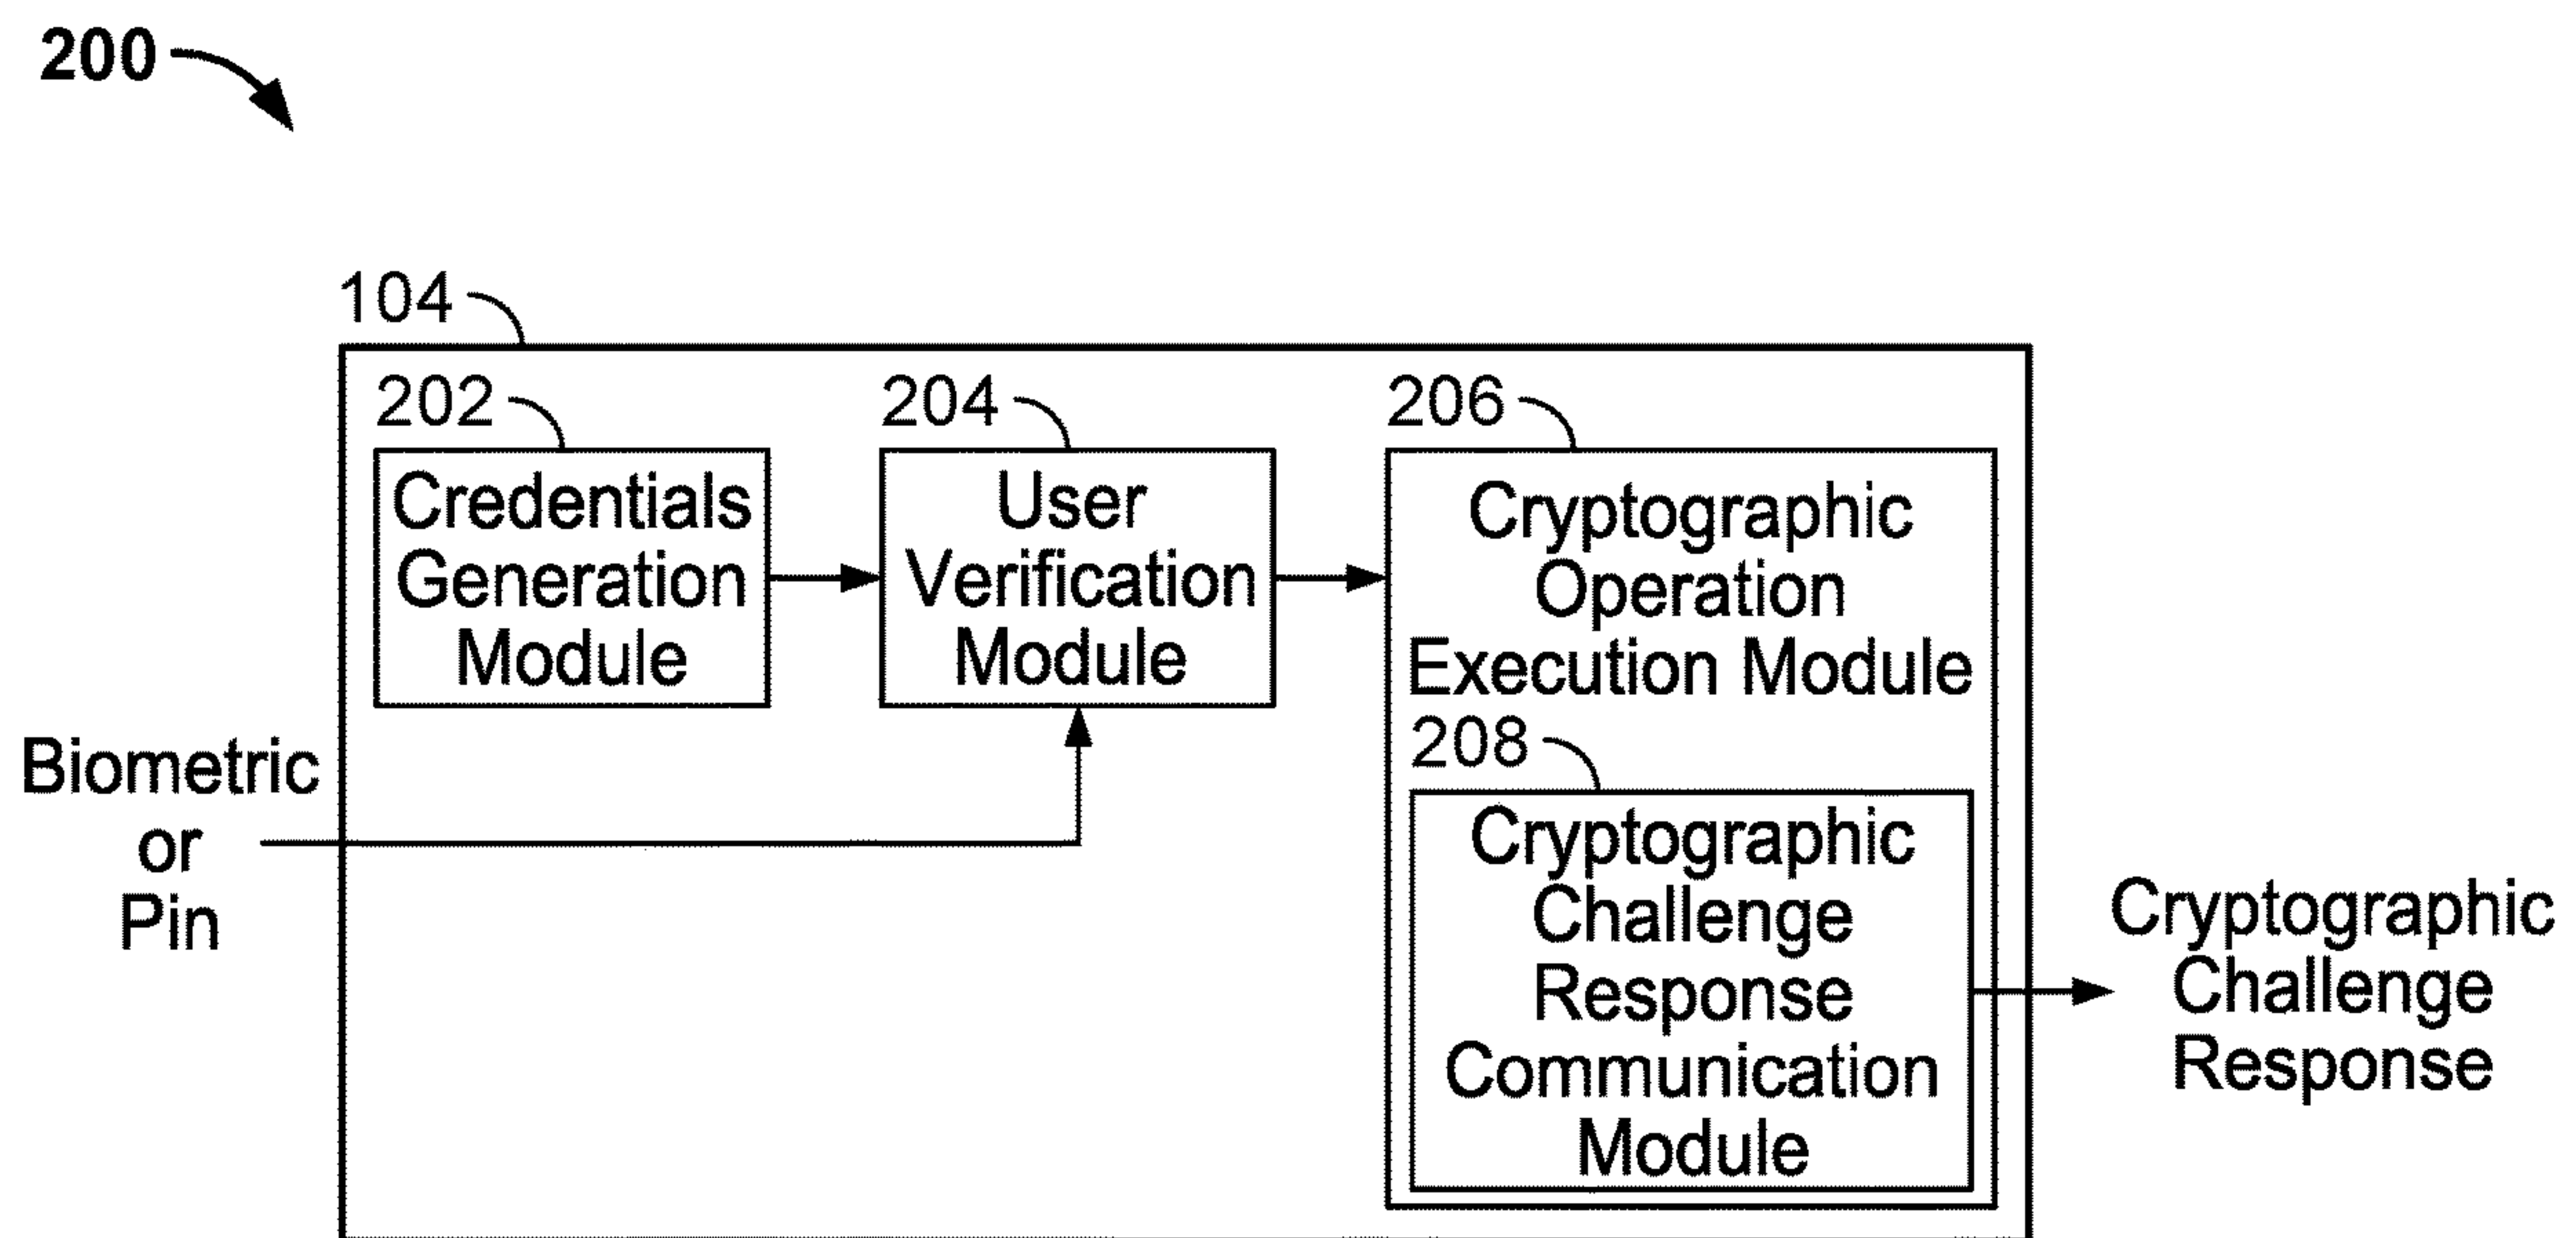 200
104
202
Credentials
Generation
Module
204
User
Verification
Module
206
Cryptographic
Operation
Execution Module
208
Cryptographic
Challenge
Response
Communication
Module
Biometric
or
Pin
Cryptographic
Challenge
Response